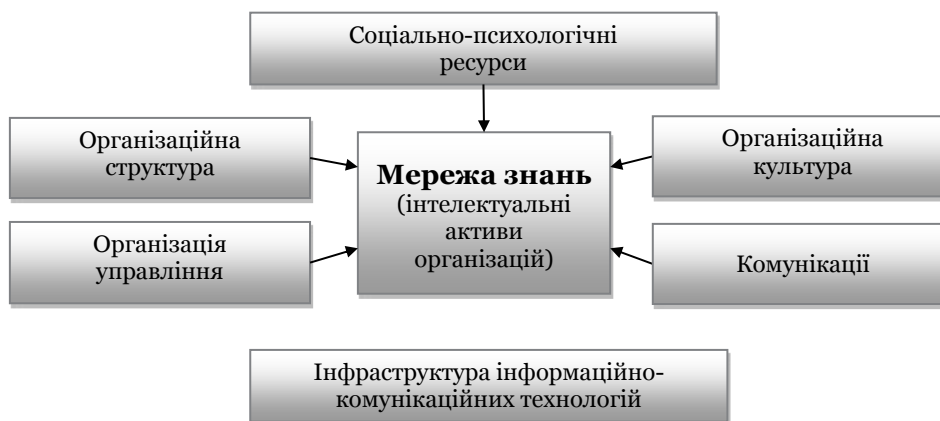 Соціально-психологічні
ресурси
Організаційна
структура
Мережа знань
(інтелектуальні
активи
організацій)
Організаційна
культура
Організація
управління
Комунікації
Інфраструктура інформаційно-
комунікаційних технологій